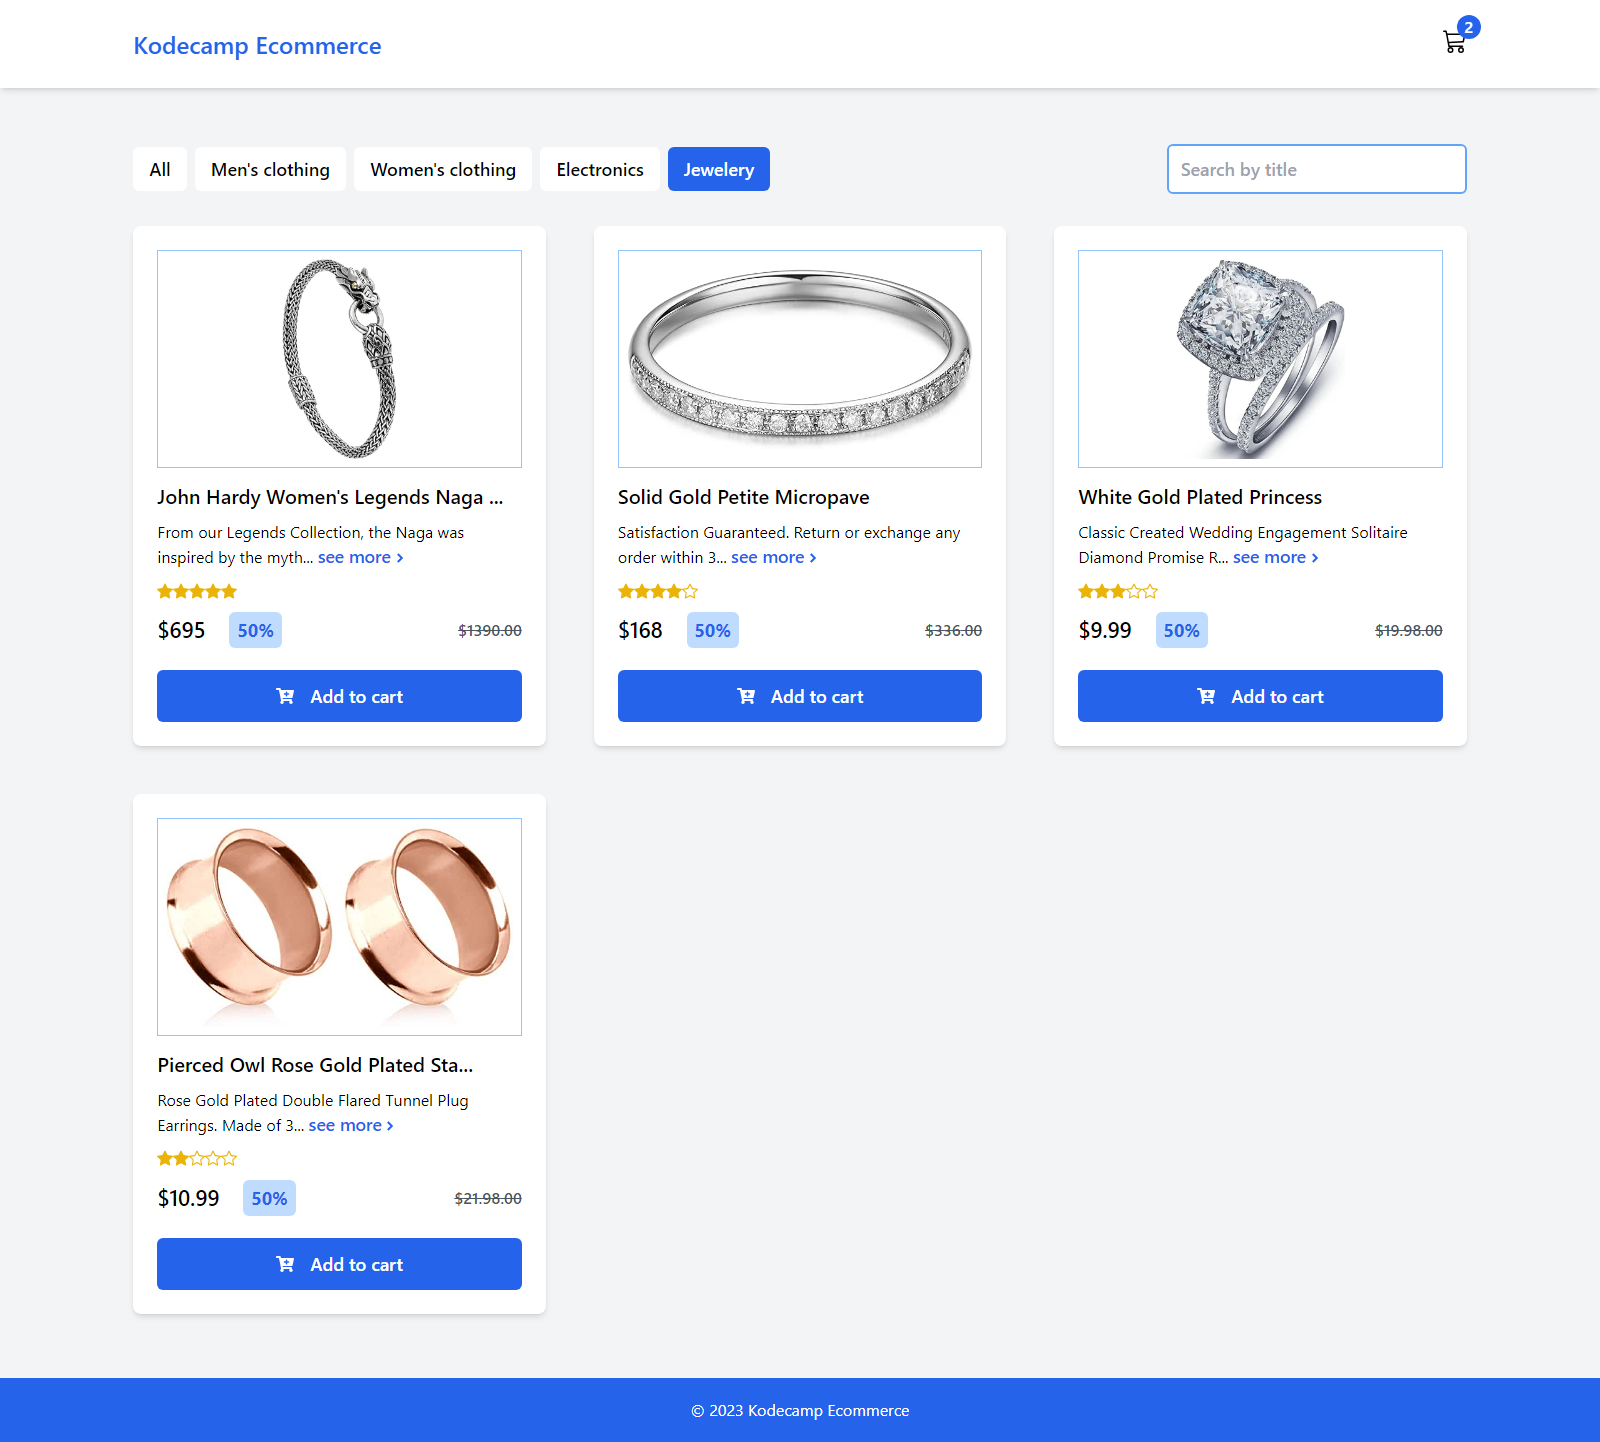 Kodecamp Ecommerce
2
All
Men's clothing
Women's clothing
Electronics
Jewelery
Search by title
John Hardy Women's Legends Naga ...
From our Legends Collection, the Naga was
inspired by the myth... see more
$695
50%
$1390.00
Add to cart
Solid Gold Petite Micropave
Satisfaction Guaranteed. Return or exchange any
order within 3... see more
$168
50%
$336.00
Add to cart
White Gold Plated Princess
Classic Created Wedding Engagement Solitaire
Diamond Promise R... see more
$9.99
50%
$19.98.00
Add to cart
Pierced Owl Rose Gold Plated Sta...
Rose Gold Plated Double Flared Tunnel Plug
Earrings. Made of 3... see more
$10.99
50%
$21.98.00
Add to cart
© 2023 Kodecamp Ecommerce